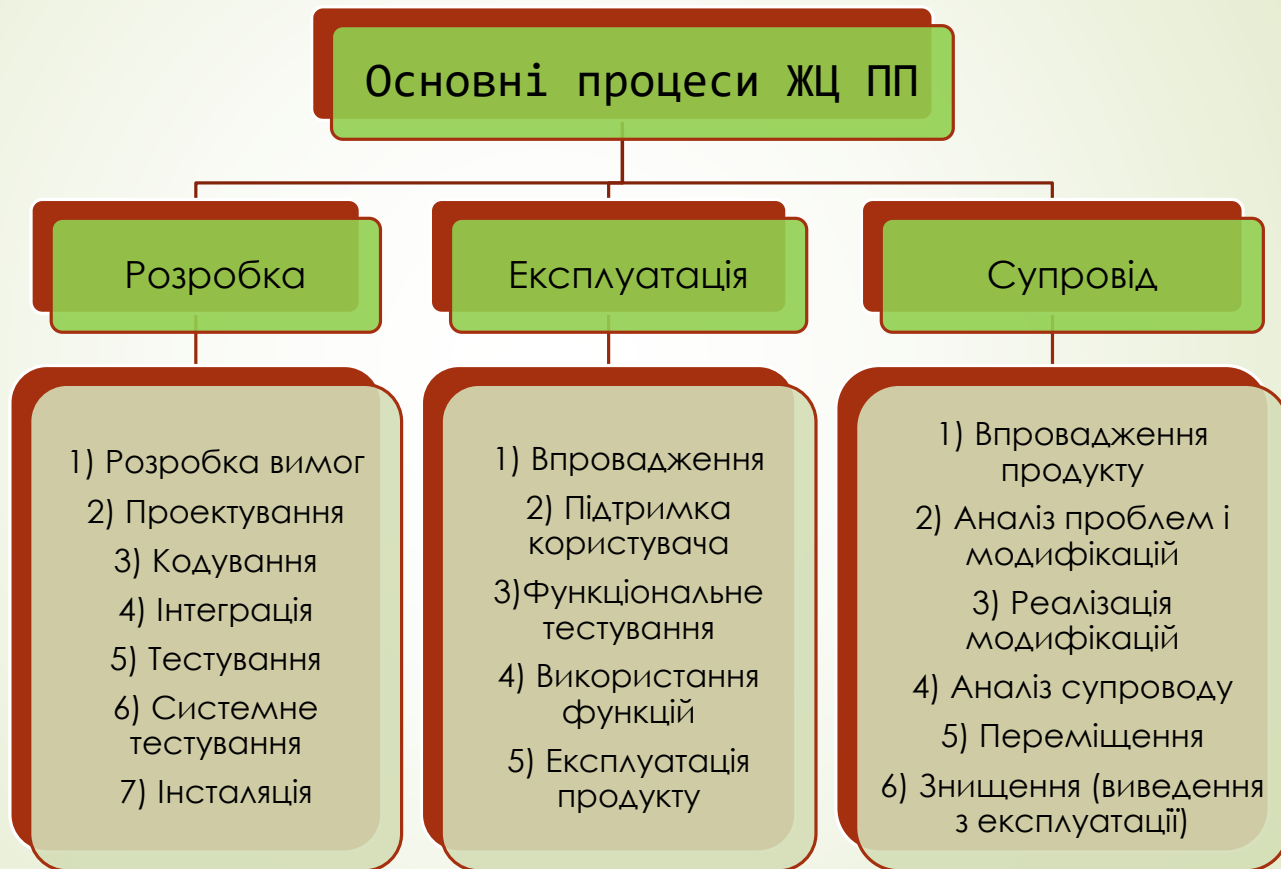 Основні процеси ЖЦ ПП
Розробка
Експлуатація
Супровід
1) Розробка вимог
2) Проектування
3) Кодування
4) Інтеграція
5) Тестування
6) Системне
тестування
7) Інсталяція
1) Впровадження
2) Підтримка
користувача
3)Функціональне
тестування
4) Використання
функцій
5) Експлуатація
продукту
1) Впровадження
продукту
2) Аналіз проблем і
модифікацій
3) Реалізація
модифікацій
4) Аналіз супроводу
5) Переміщення
6) Знищення (виведення
з експлуатації)